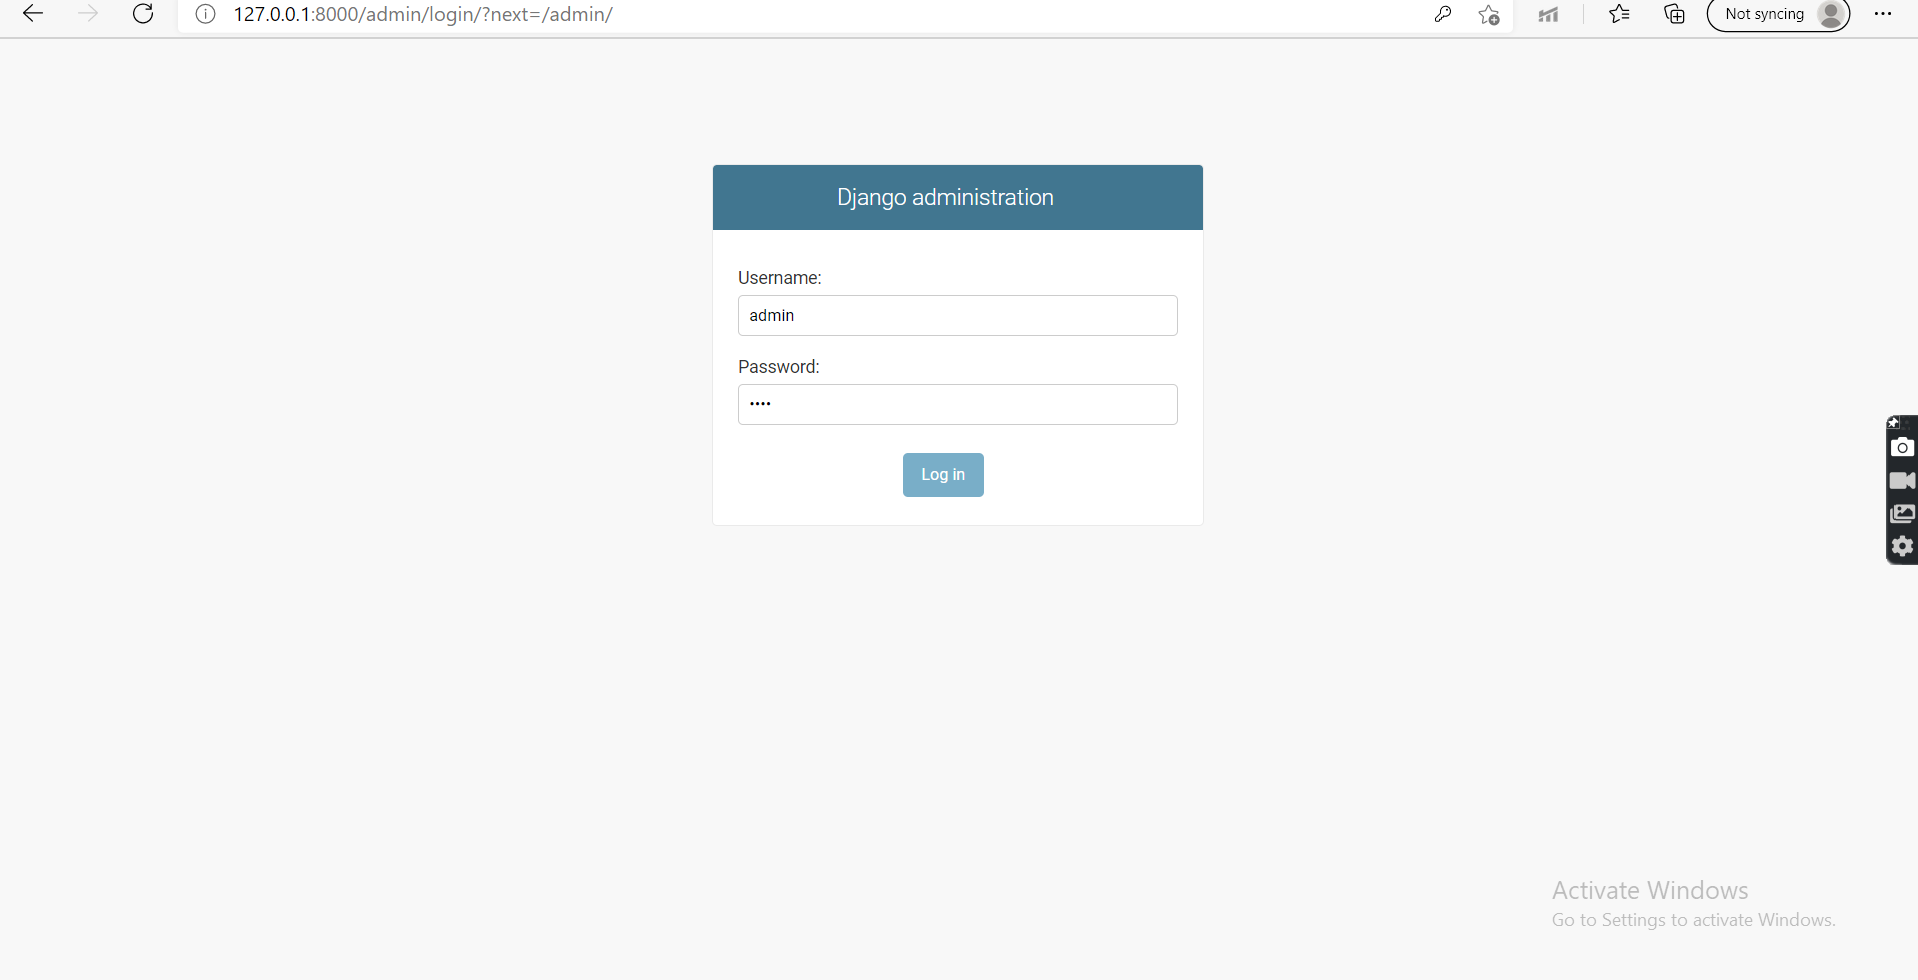 127.0.0.1:8000/admin/login/?next=/admin/
Not syncing
Django administration
Username:
admin
Password:
••••
Log in
Activate Windows
Go to Settings to activate Windows.